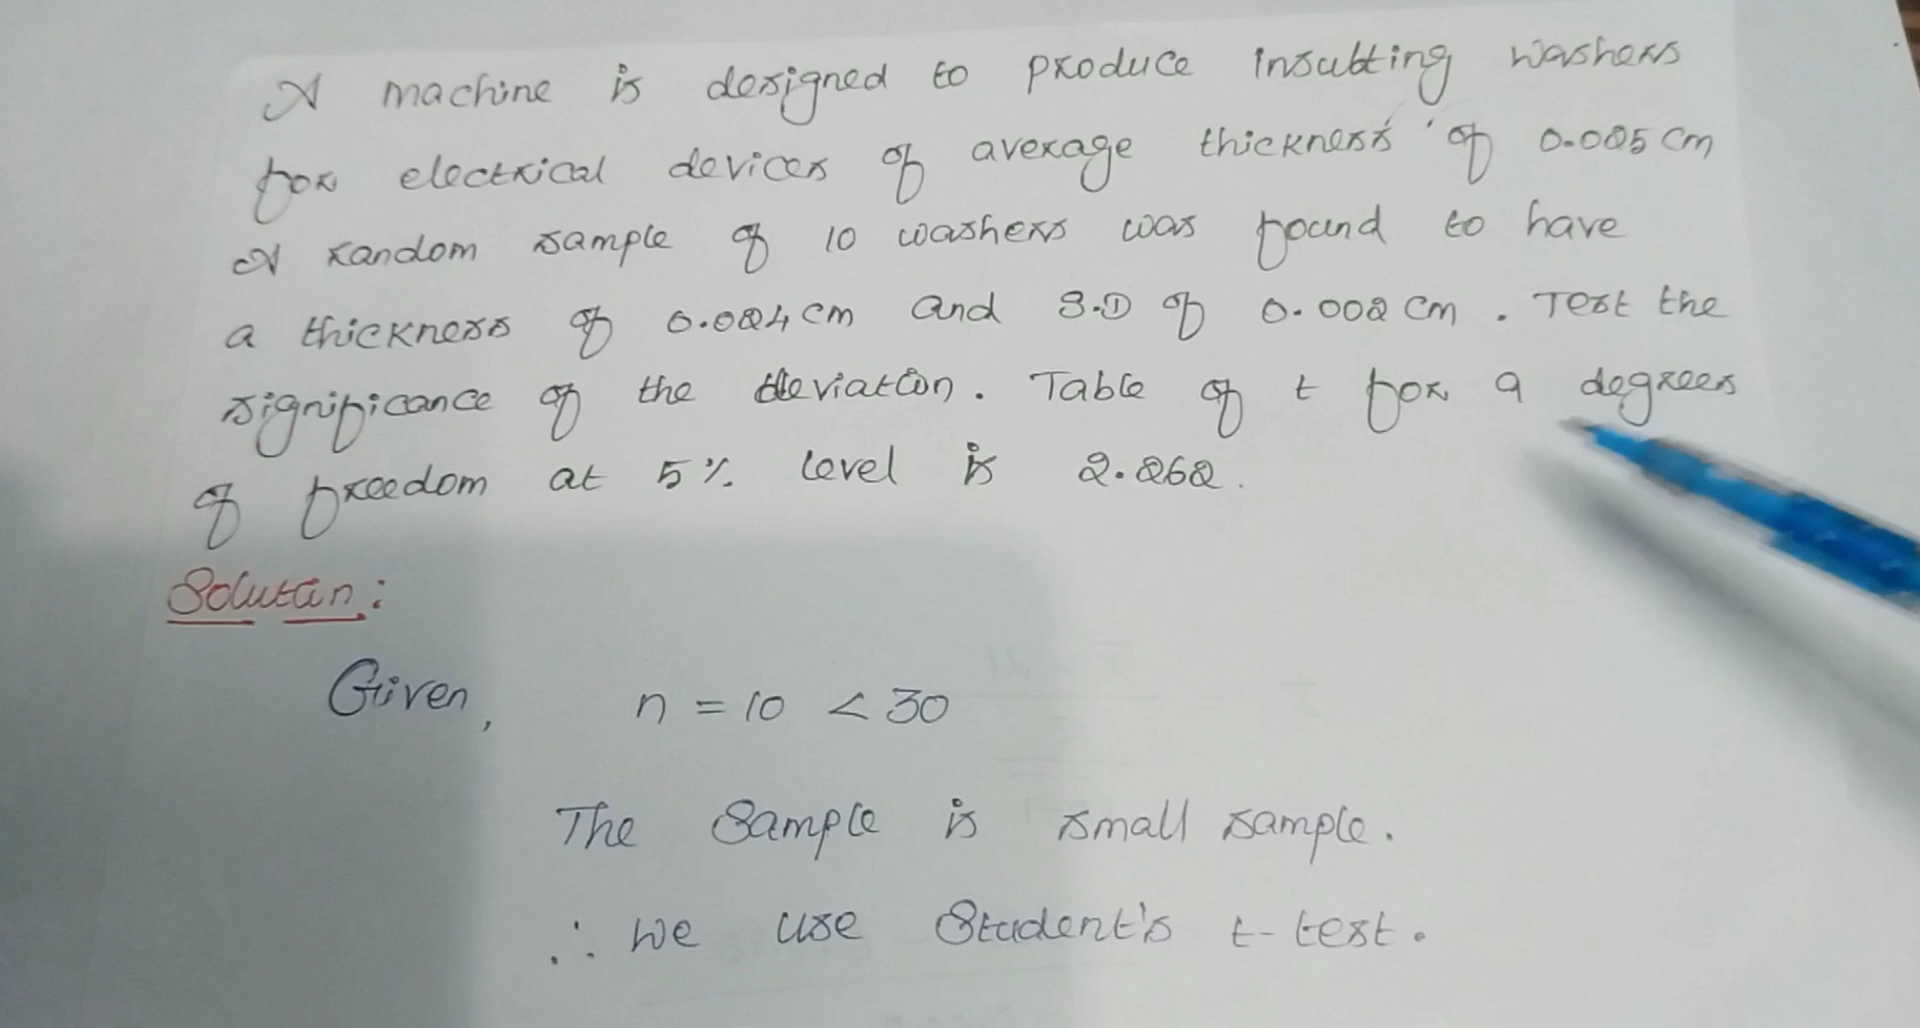 A machine is designed to produce insulting washers
for electrical devices of average thickness of 0.025 cm
A random sample of 10 washers was found to have
a thickness of 0.024 cm and S.D of 0.002 cm. Test the
significance of the deviation. Table of t for 9 degrees
of freedom at 5% level is 2.262.
Solution:
Given, n = 10 < 30
The Sample is small sample.
∴ we use Student's t-test.